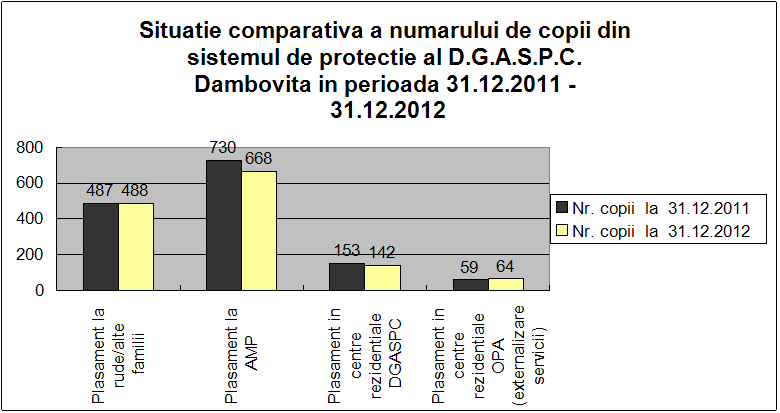 Situatie comparativa a numarului de copii din
sistemul de protectie al D.G.A.S.P.C.
Dambovita in perioada 31.12.2011 -
31.12.2012
800
600
400
200
0
487
488
730
668
153
142
59
64
Plasament la
rude/alte
familii
Plasament la
AMP
Plasament in
centre
rezidentiale
DGASPC
Plasament in
centre
rezidentiale
OPA
(externalizare
servicii)
Nr. copii la 31.12.2011
Nr. copii la 31.12.2012